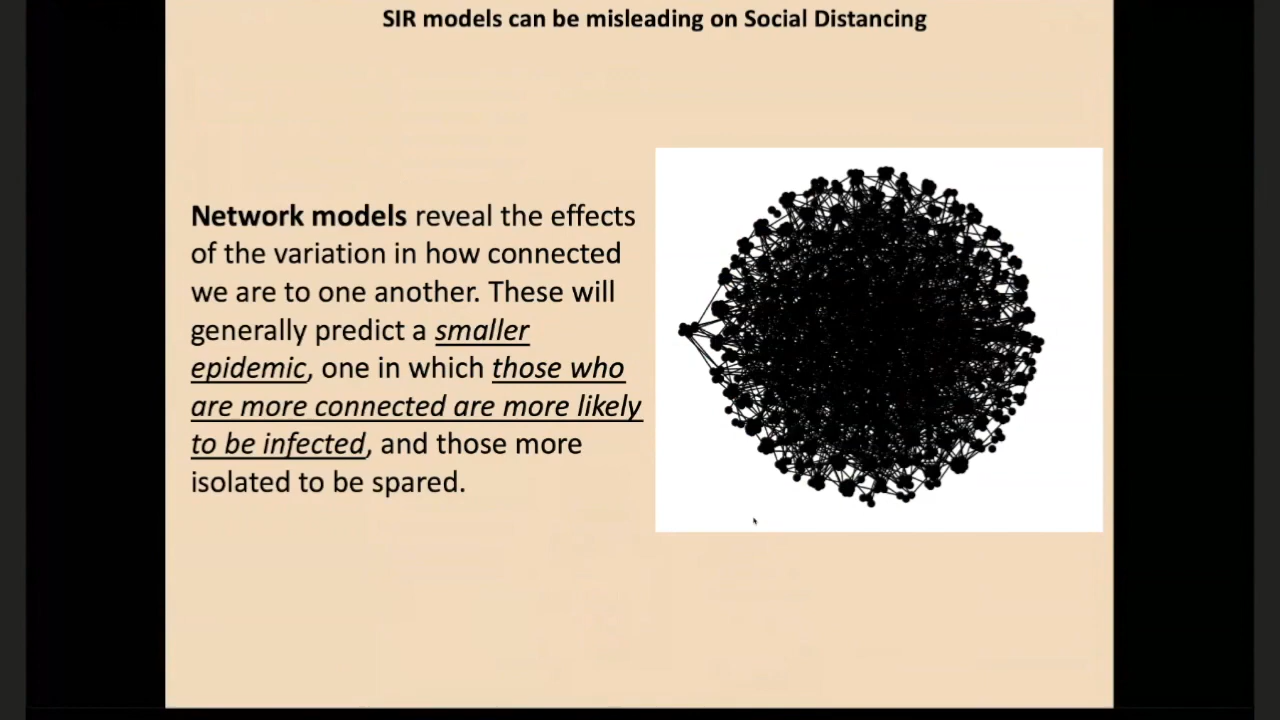 SIR models can be misleading on Social Distancing
Network models reveal the effects
of the variation in how connected
we are to one another. These will
generally predict a smaller
epidemic, one in which those who
are more connected are more likely
to be infected, and those more
isolated to be spared.